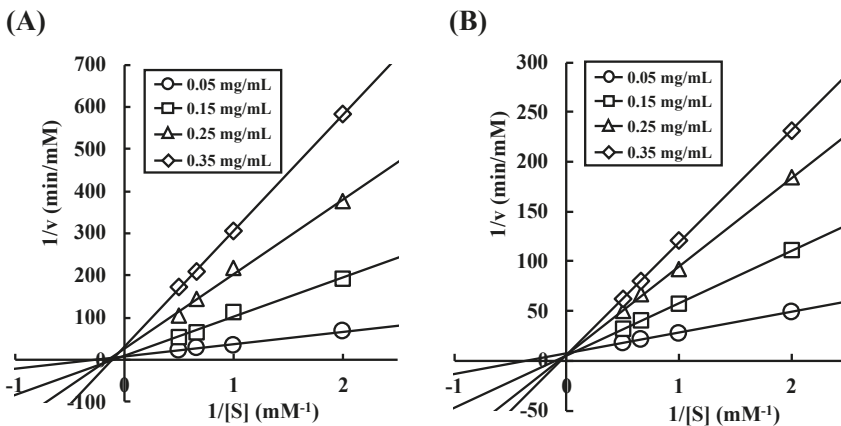 (A)
700
600
500
400
300
200
100
0
-100
-1
0
1
2
1/v (min/mM)
1/[S] (mM⁻¹)
0.05 mg/mL
0.15 mg/mL
0.25 mg/mL
0.35 mg/mL
(B)
300
250
200
150
100
50
0
-50
-1
0
1
2
1/v (min/mM)
1/[S] (mM⁻¹)
0.05 mg/mL
0.15 mg/mL
0.25 mg/mL
0.35 mg/mL